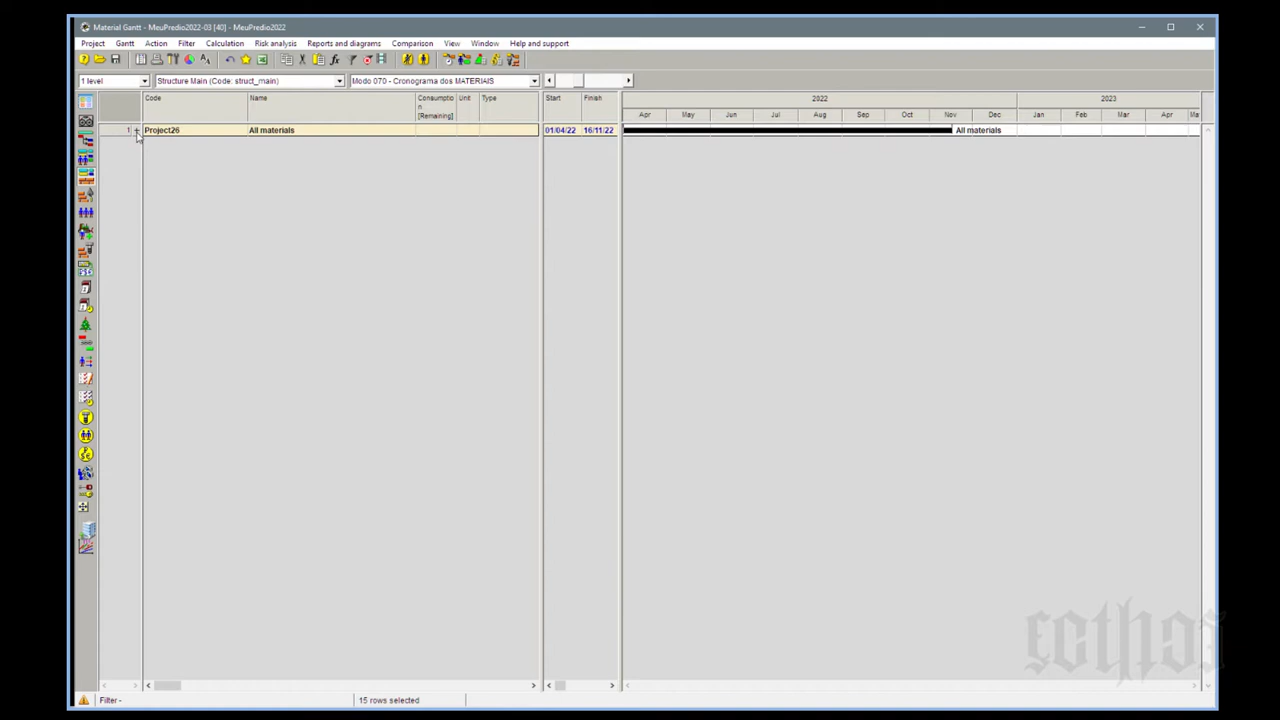 Material Gantt - MeuPredio2022-03 [40] - MeuPredio2022
Project Gantt Action Filter Calculation Risk analysis Reports and diagrams Comparison View Window Help and support
1 level Structure Main (Code: struct_main) Modo 070 - Cronograma dos MATERIAIS
Code Name Consumptio Unit Type Start Finish 2022 2023
n
[Remaining]
Apr May Jun Jul Aug Sep Oct Nov Dec Jan Feb Mar Apr Ma
1 Project26 All materials 01/04/22 16/11/22 All materials
Filter - 15 rows selected